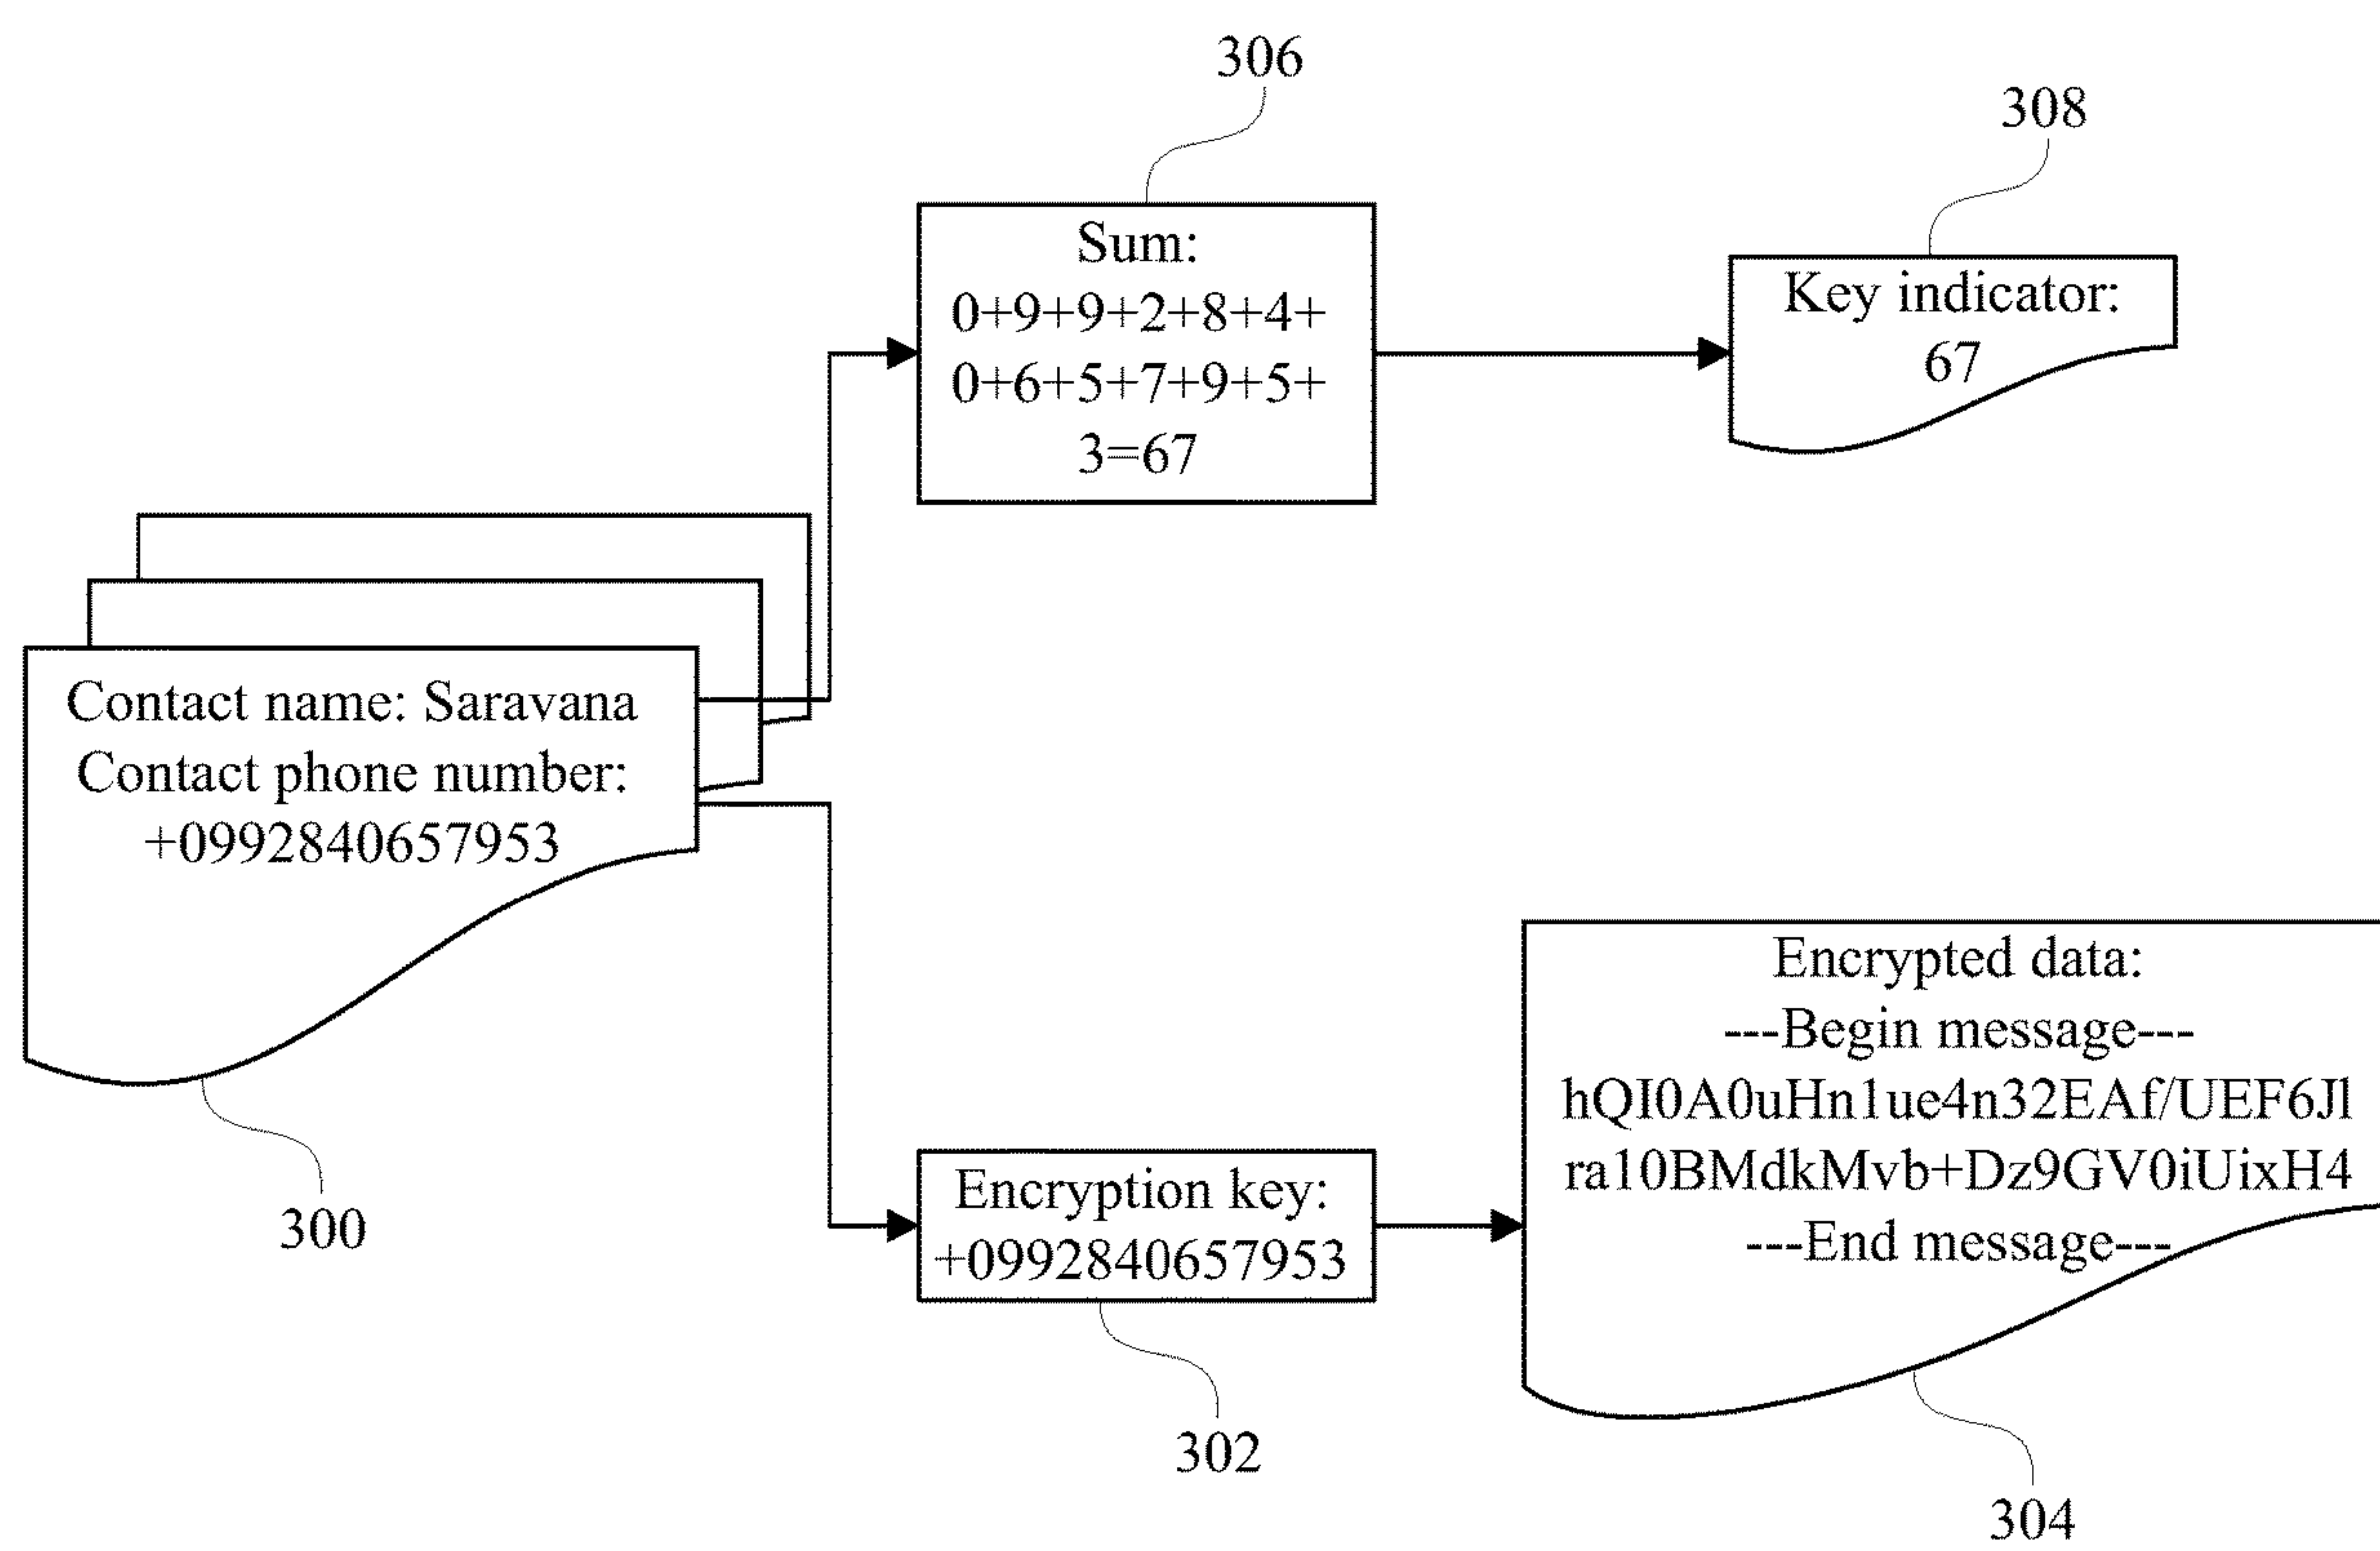 306
308
Sum:
0+9+9+2+8+4+
0+6+5+7+9+5+
3=67
Key indicator:
67
Contact name: Saravana
Contact phone number:
+0992840657953
300
Encryption key:
+0992840657953
302
Encrypted data:
---Begin message---
hQI0A0uHn1ue4n32EAf/UEF6Jl
ra10BMdkMvb+Dz9GV0iUixH4
---End message---
304